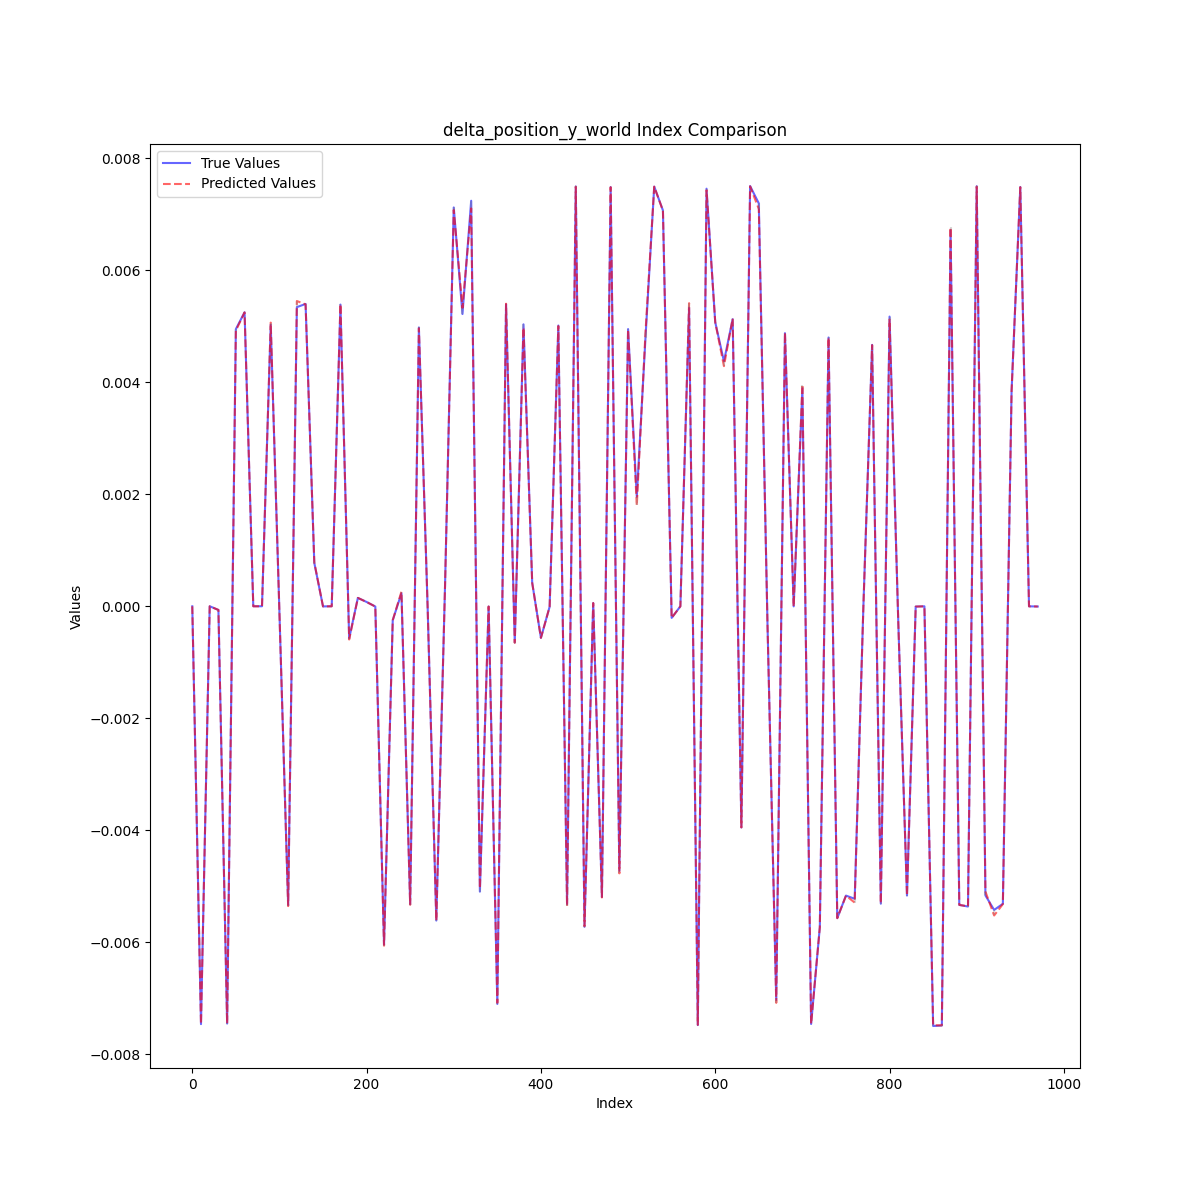 delta_position_y_world Index Comparison
True Values
Predicted Values
0.008
0.006
0.004
0.002
0.000
−0.002
−0.004
−0.006
−0.008
Values
0 200 400 600 800 1000
Index